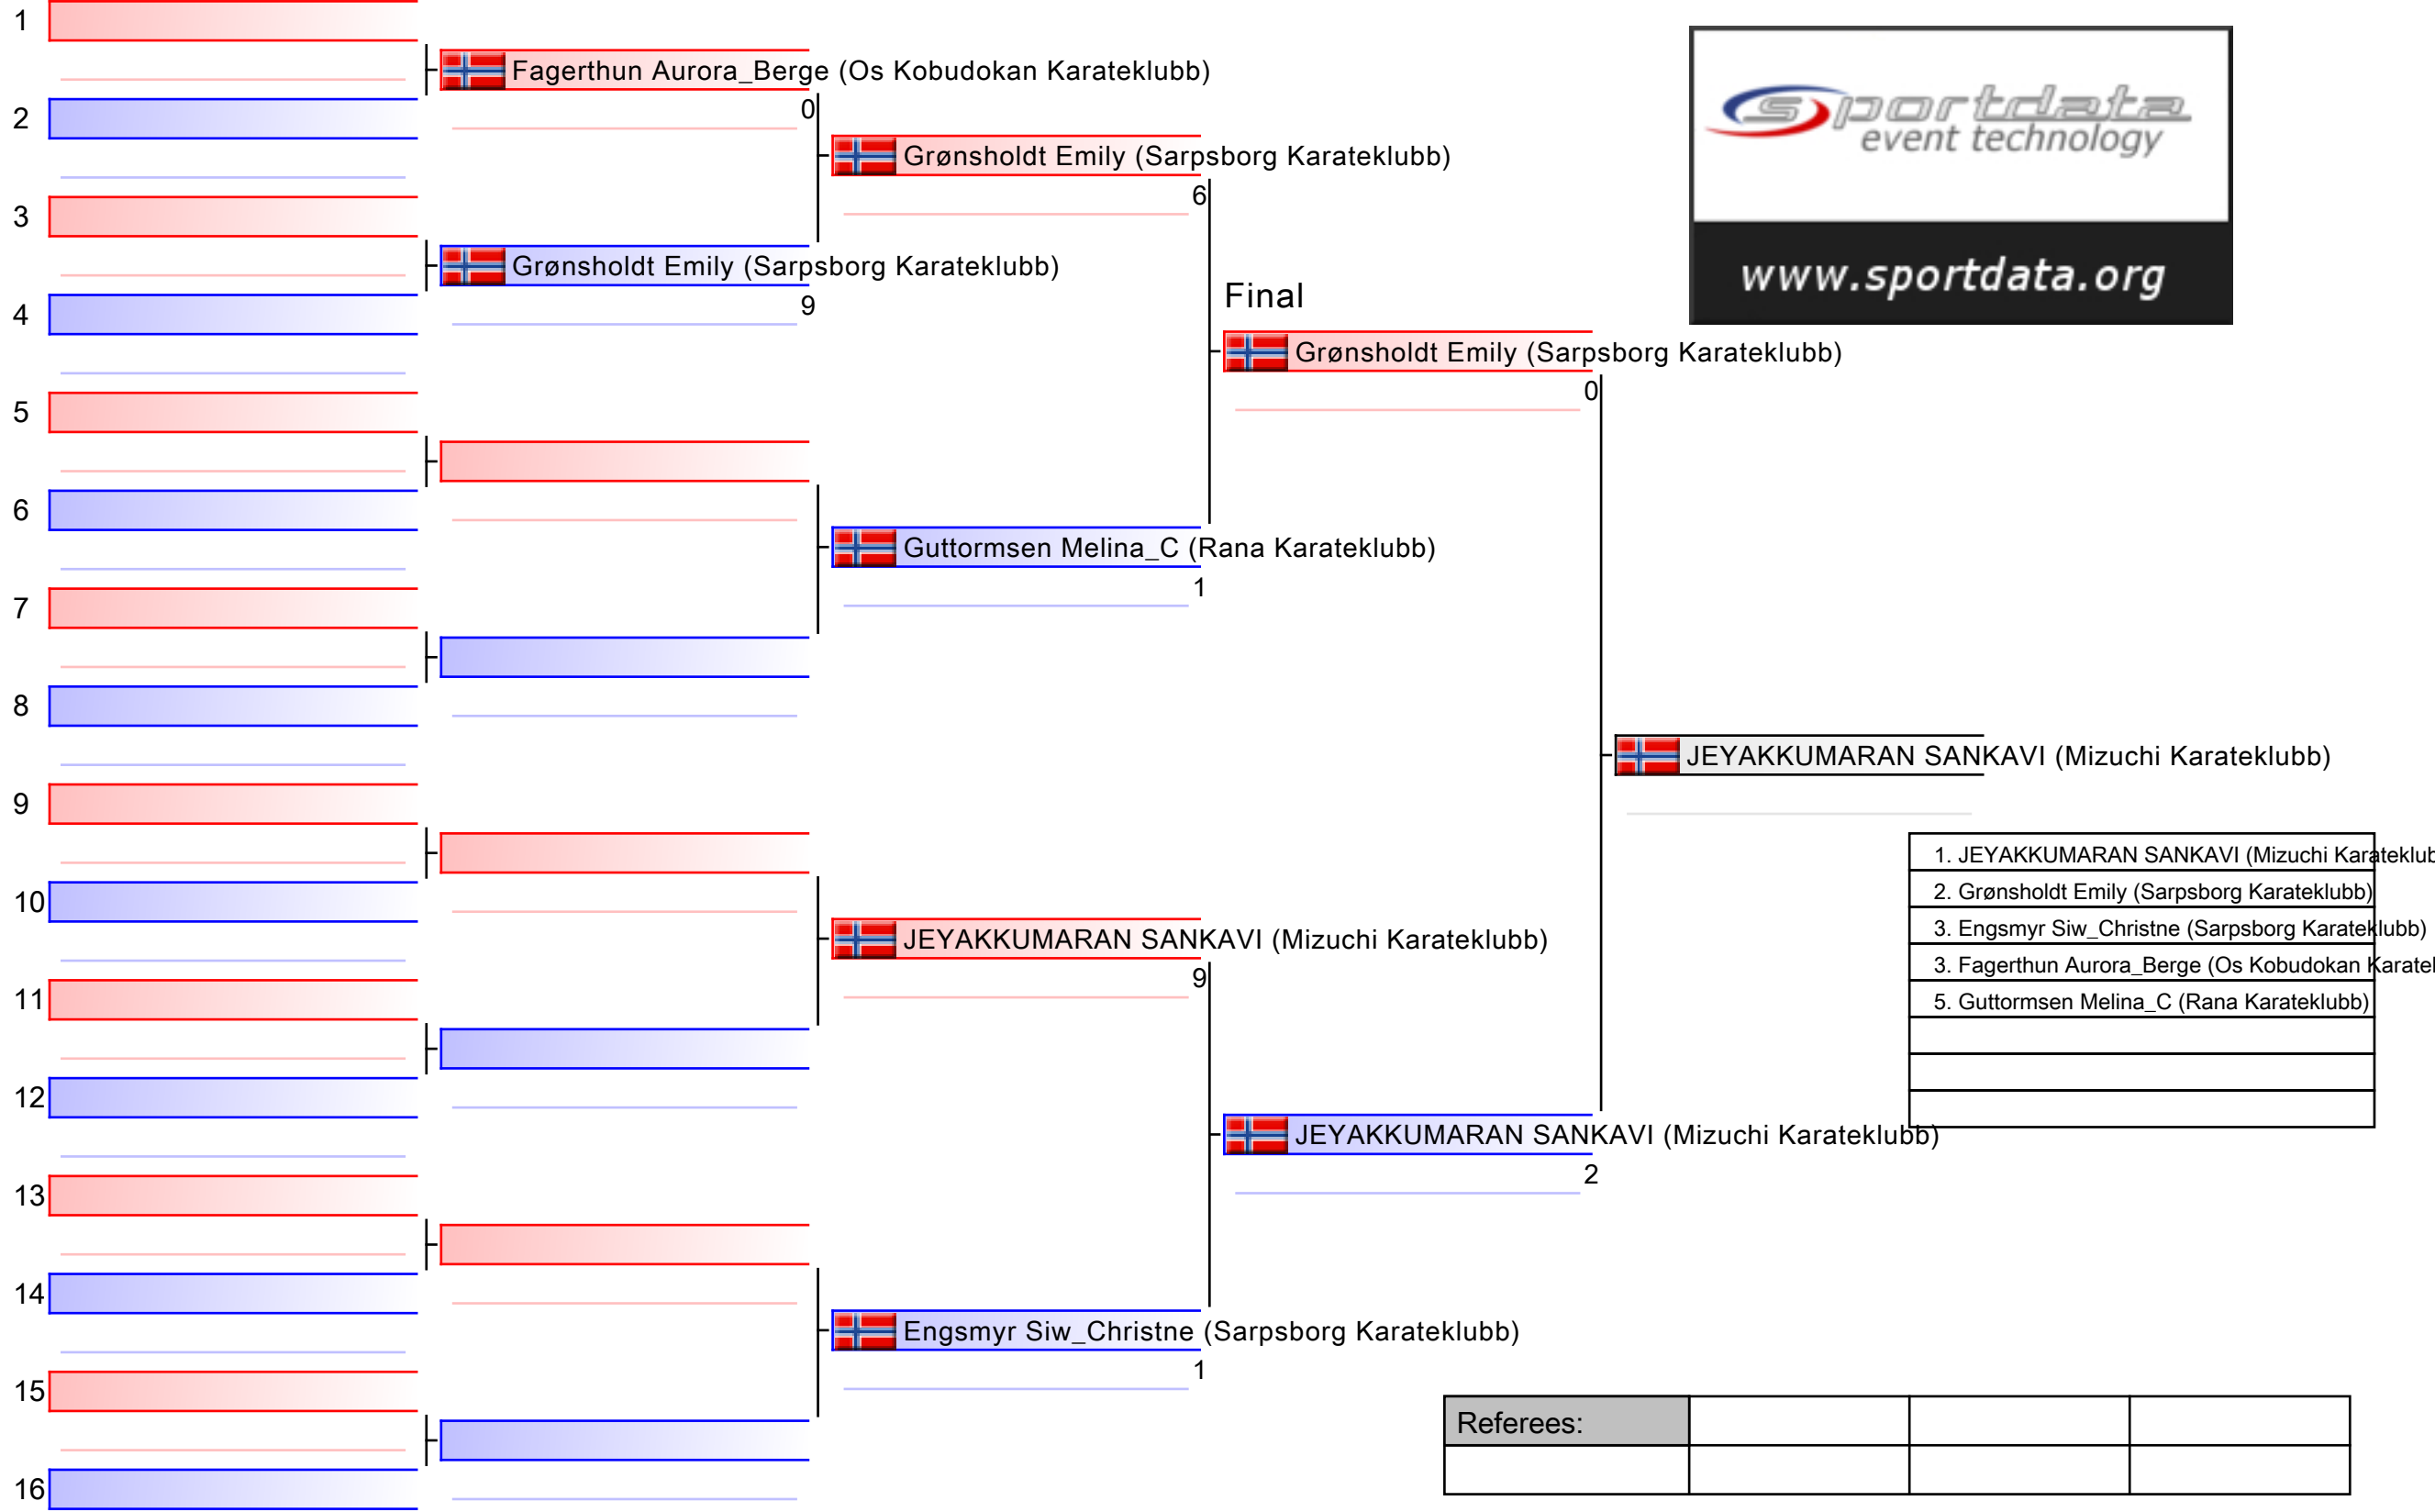 1
Fagerthun Aurora_Berge (Os Kobudokan Karateklubb)
0
2
Grønsholdt Emily (Sarpsborg Karateklubb)
6
3
Grønsholdt Emily (Sarpsborg Karateklubb)
9
4
sportdata
event technology
www.sportdata.org
Final
Grønsholdt Emily (Sarpsborg Karateklubb)
0
5
6
Guttormsen Melina_C (Rana Karateklubb)
1
7
8
JEYAKKUMARAN SANKAVI (Mizuchi Karateklubb)
9
1. JEYAKKUMARAN SANKAVI (Mizuchi Karateklub
2. Grønsholdt Emily (Sarpsborg Karateklubb)
3. Engsmyr Siw_Christne (Sarpsborg Karateklubb)
3. Fagerthun Aurora_Berge (Os Kobudokan Karatek
5. Guttormsen Melina_C (Rana Karateklubb)
10
JEYAKKUMARAN SANKAVI (Mizuchi Karateklubb)
9
11
12
JEYAKKUMARAN SANKAVI (Mizuchi Karateklubb)
2
13
14
Engsmyr Siw_Christne (Sarpsborg Karateklubb)
1
15
16
Referees: